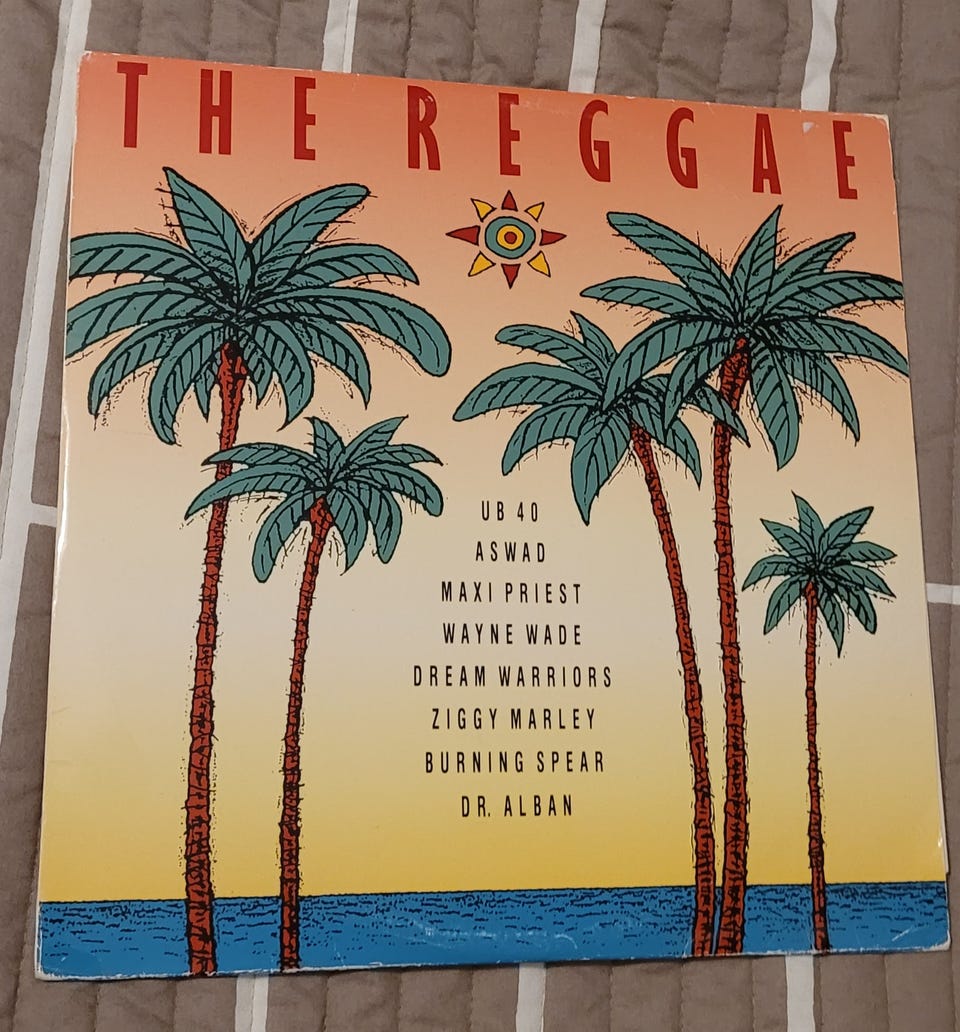 THE REGGAE
UB 40
ASWAD
MAXI PRIEST
WAYNE WADE
DREAM WARRIORS
ZIGGY MARLEY
BURNING SPEAR
DR. ALBAN